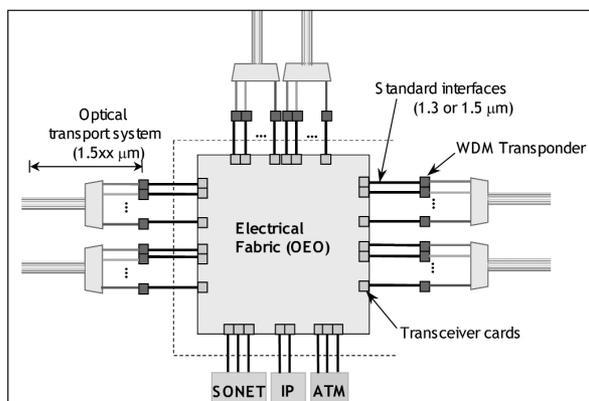 Optical
transport system
(1.5xx μm)
Standard interfaces
(1.3 or 1.5 μm)
WDM Transponder
...
...
...
...
...
...
Electrical
Fabric (OEO)
Transceiver cards
SONET
IP
ATM